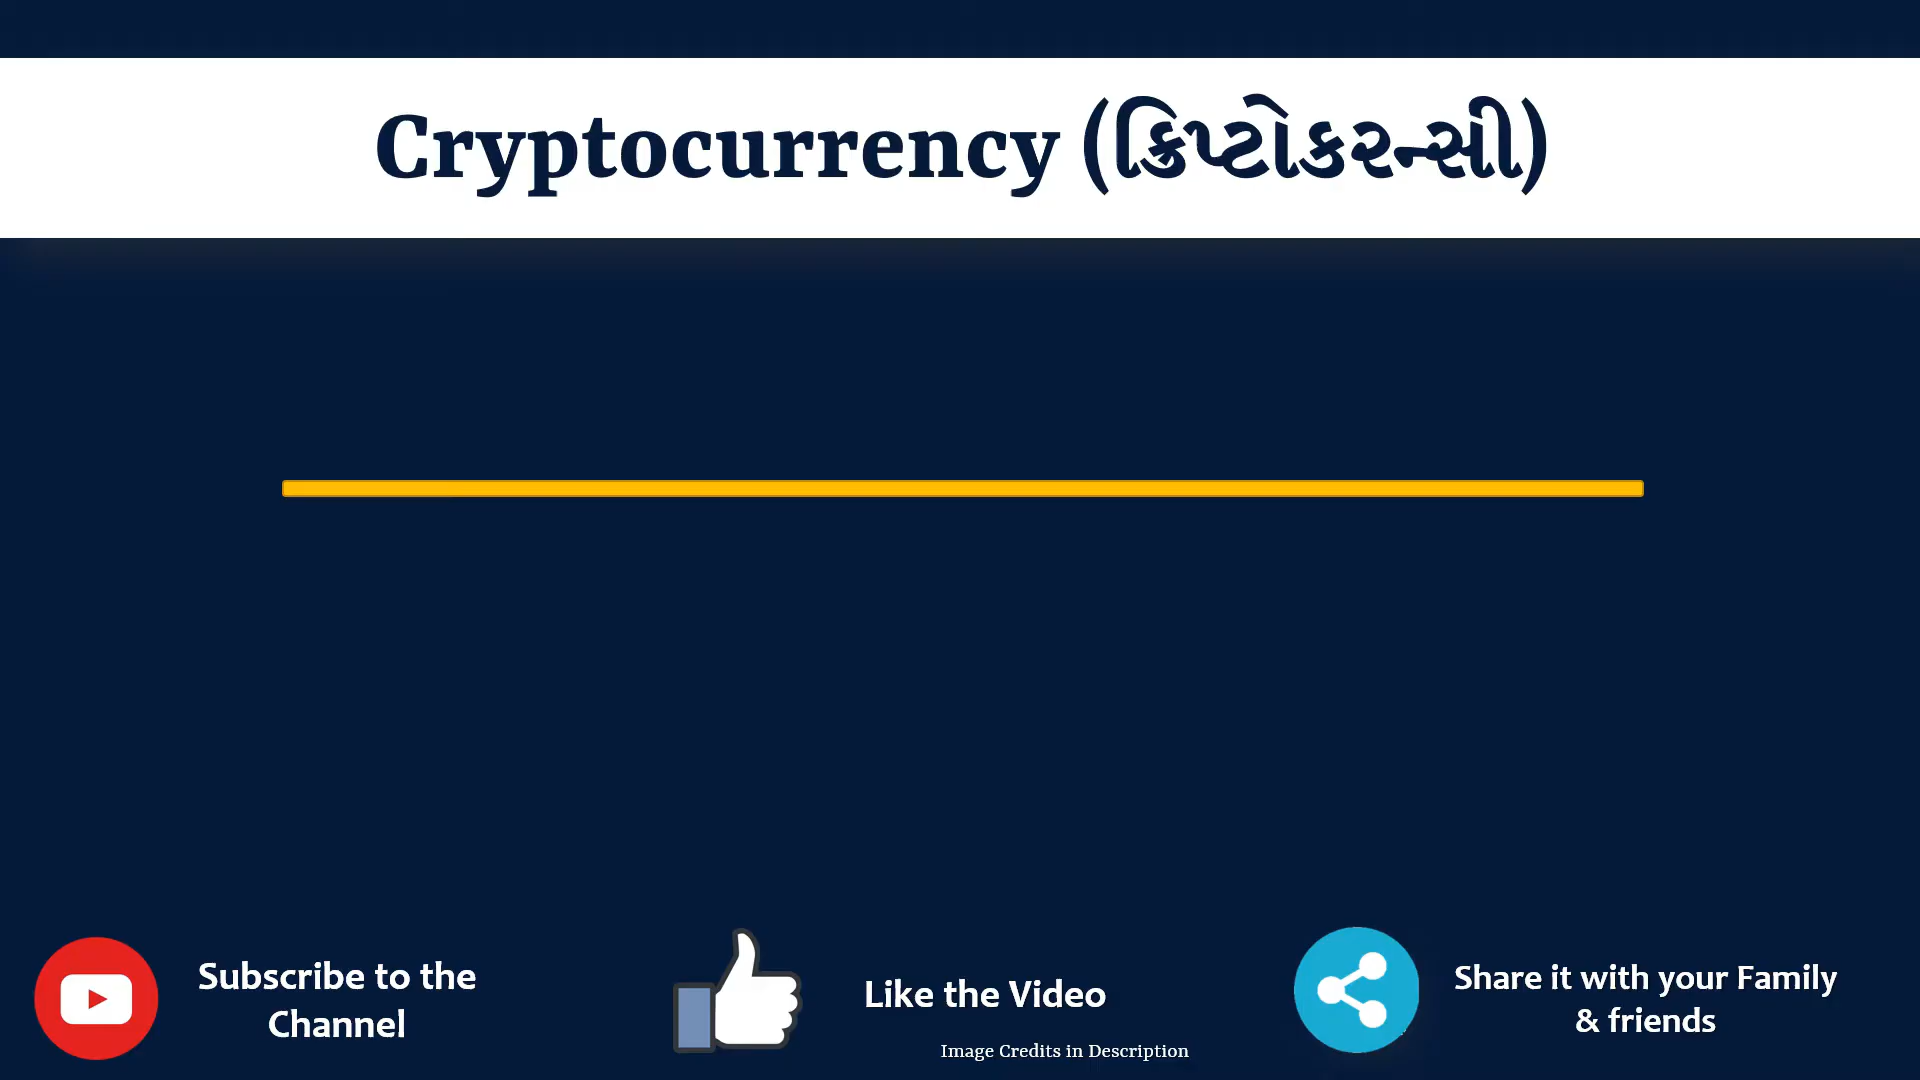 Cryptocurrency (ક્રિપ્ટોકરન્સી)
Subscribe to the
Channel
Like the Video
Share it with your Family
& friends
Image Credits in Description